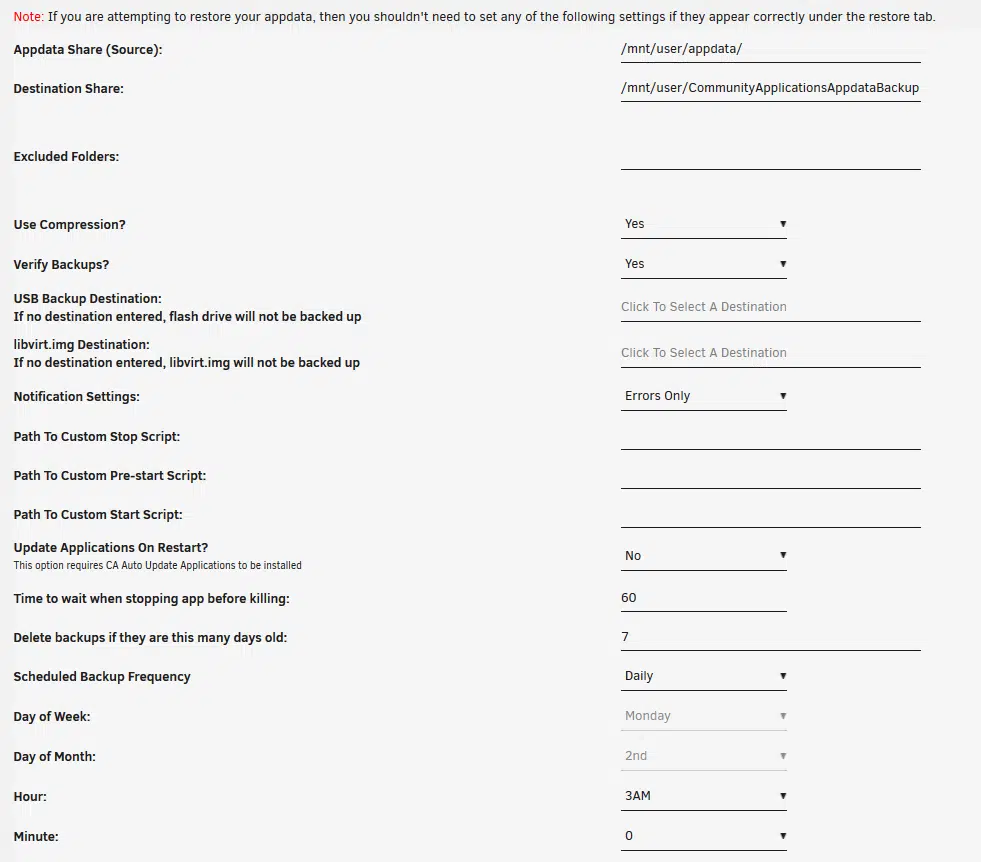 Note: If you are attempting to restore your appdata, then you shouldn't need to set any of the following settings if they appear correctly under the restore tab.
Appdata Share (Source): /mnt/user/appdata/
Destination Share: /mnt/user/CommunityApplicationsAppdataBackup
Excluded Folders:
Use Compression? Yes
Verify Backups? Yes
USB Backup Destination:
If no destination entered, flash drive will not be backed up
Click To Select A Destination
libvirt.img Destination:
If no destination entered, libvirt.img will not be backed up
Click To Select A Destination
Notification Settings: Errors Only
Path To Custom Stop Script:
Path To Custom Pre-start Script:
Path To Custom Start Script:
Update Applications On Restart?
This option requires CA Auto Update Applications to be installed
No
Time to wait when stopping app before killing: 60
Delete backups if they are this many days old: 7
Scheduled Backup Frequency Daily
Day of Week: Monday
Day of Month: 2nd
Hour: 3AM
Minute: 0